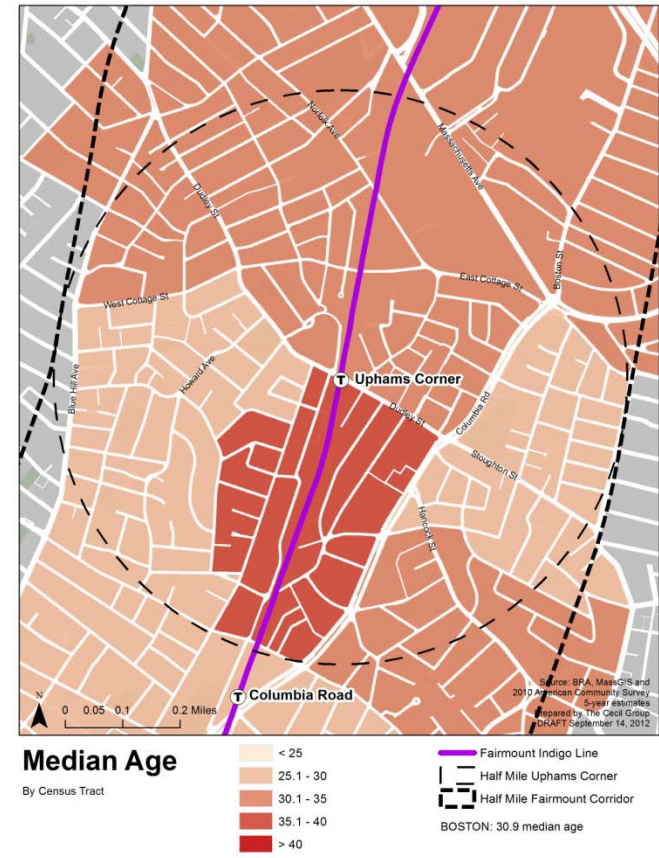 Norfolk Ave
Massachusetts Ave
Dudley St
Boston St
East Cottage St
West Cottage St
Howard Ave
Blue Hill Ave
T Uphams Corner
Dudley St
Columbia Rd
Stoughton St
Hancock St
T Columbia Road
N
0 0.05 0.1 0.2 Miles
Source: BRA, MassGIS and
2010 American Community Survey
5-year estimates
Prepared by The Cecil Group
DRAFT September 14, 2012
Median Age
By Census Tract
< 25
25.1 - 30
30.1 - 35
35.1 - 40
> 40
Fairmount Indigo Line
Half Mile Uphams Corner
Half Mile Fairmount Corridor
BOSTON: 30.9 median age